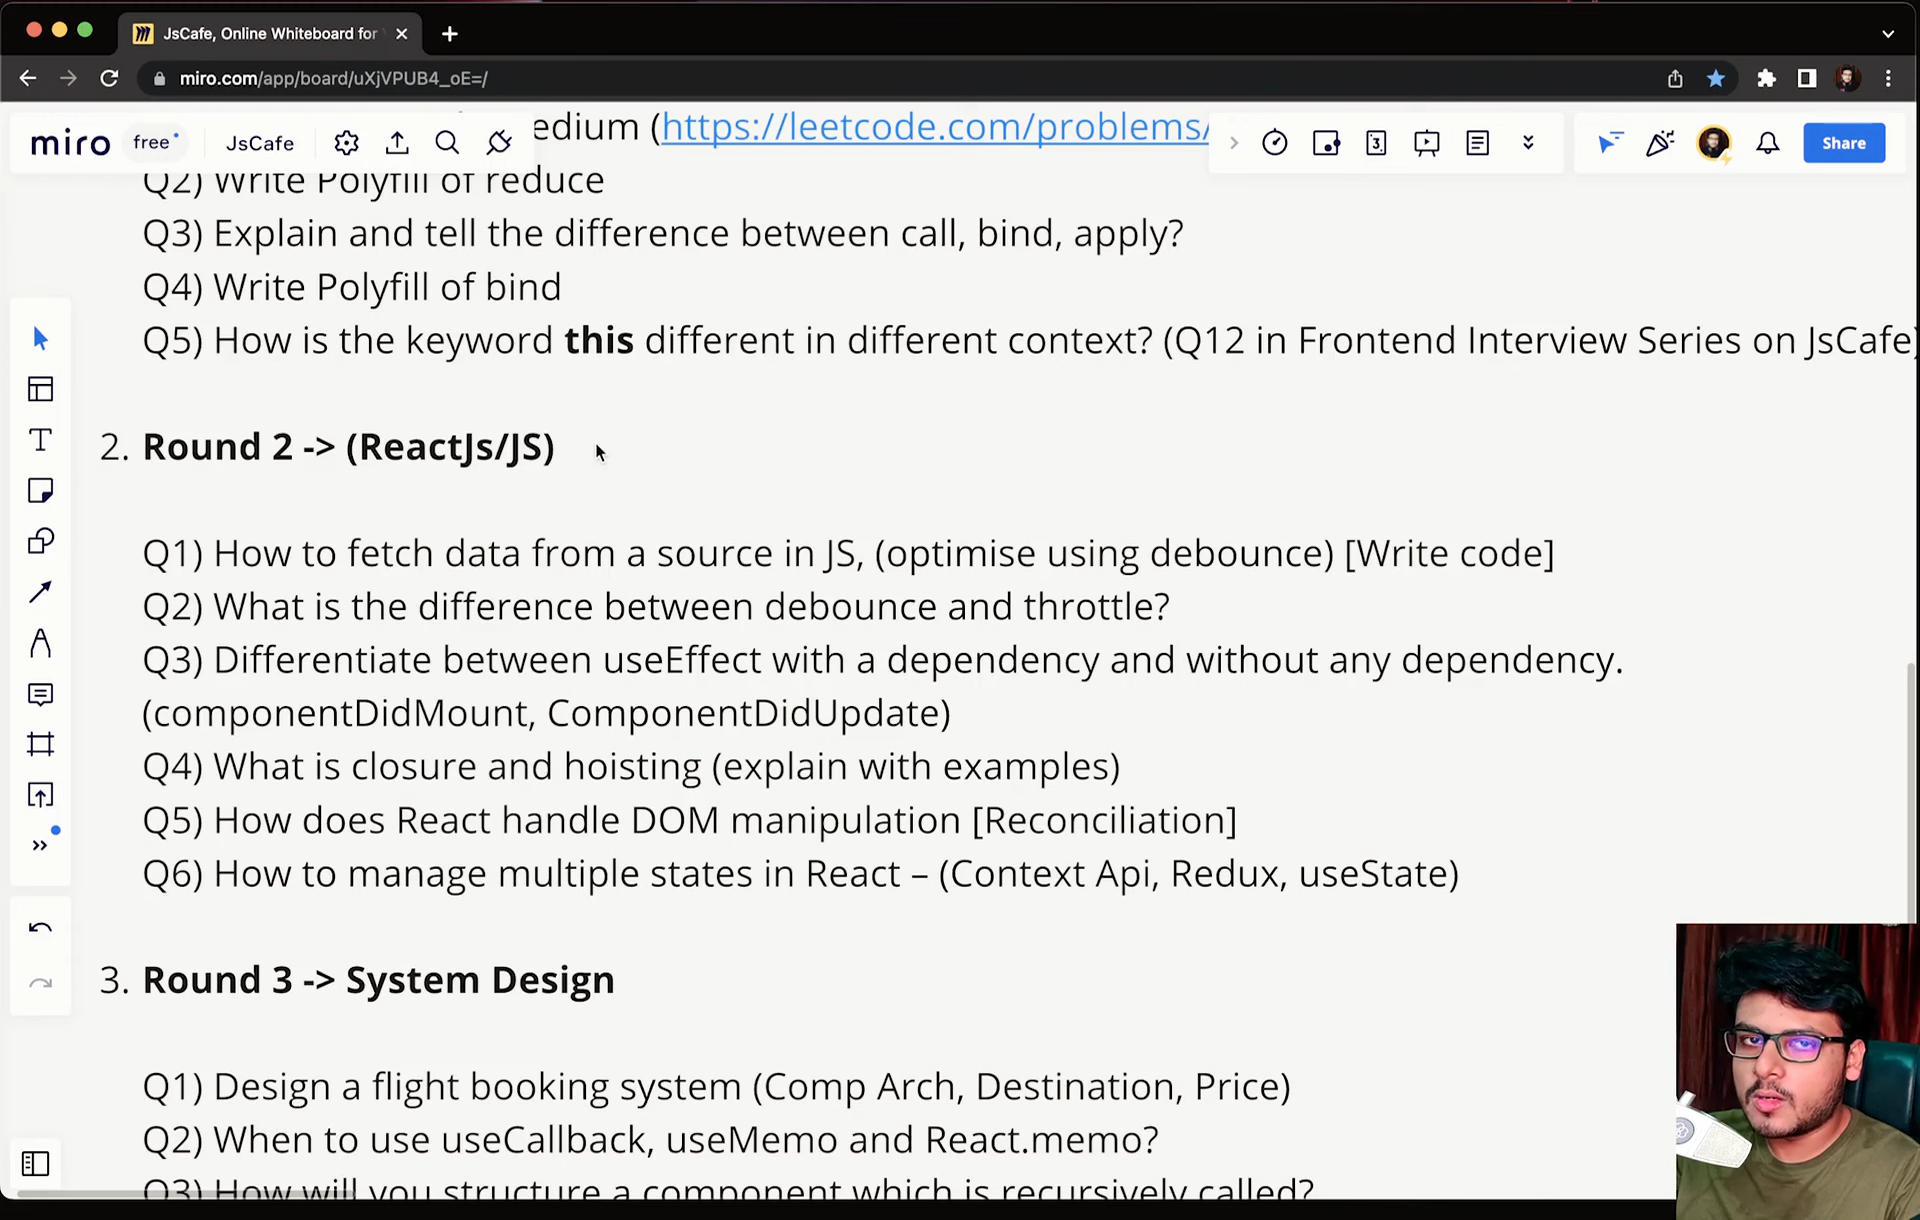 JsCafe, Online Whiteboard for
miro.com/app/board/uXjVPUB4_oE=/
miro free JsCafe
edium (https://leetcode.com/problems/
Share
Q2) Write Polyfill of reduce
Q3) Explain and tell the difference between call, bind, apply?
Q4) Write Polyfill of bind
Q5) How is the keyword this different in different context? (Q12 in Frontend Interview Series on JsCafe)
2. Round 2 -> (ReactJs/JS)
Q1) How to fetch data from a source in JS, (optimise using debounce) [Write code]
Q2) What is the difference between debounce and throttle?
Q3) Differentiate between useEffect with a dependency and without any dependency.
(componentDidMount, ComponentDidUpdate)
Q4) What is closure and hoisting (explain with examples)
Q5) How does React handle DOM manipulation [Reconciliation]
Q6) How to manage multiple states in React – (Context Api, Redux, useState)
3. Round 3 -> System Design
Q1) Design a flight booking system (Comp Arch, Destination, Price)
Q2) When to use useCallback, useMemo and React.memo?
Q3) How will you structure a component which is recursively called?